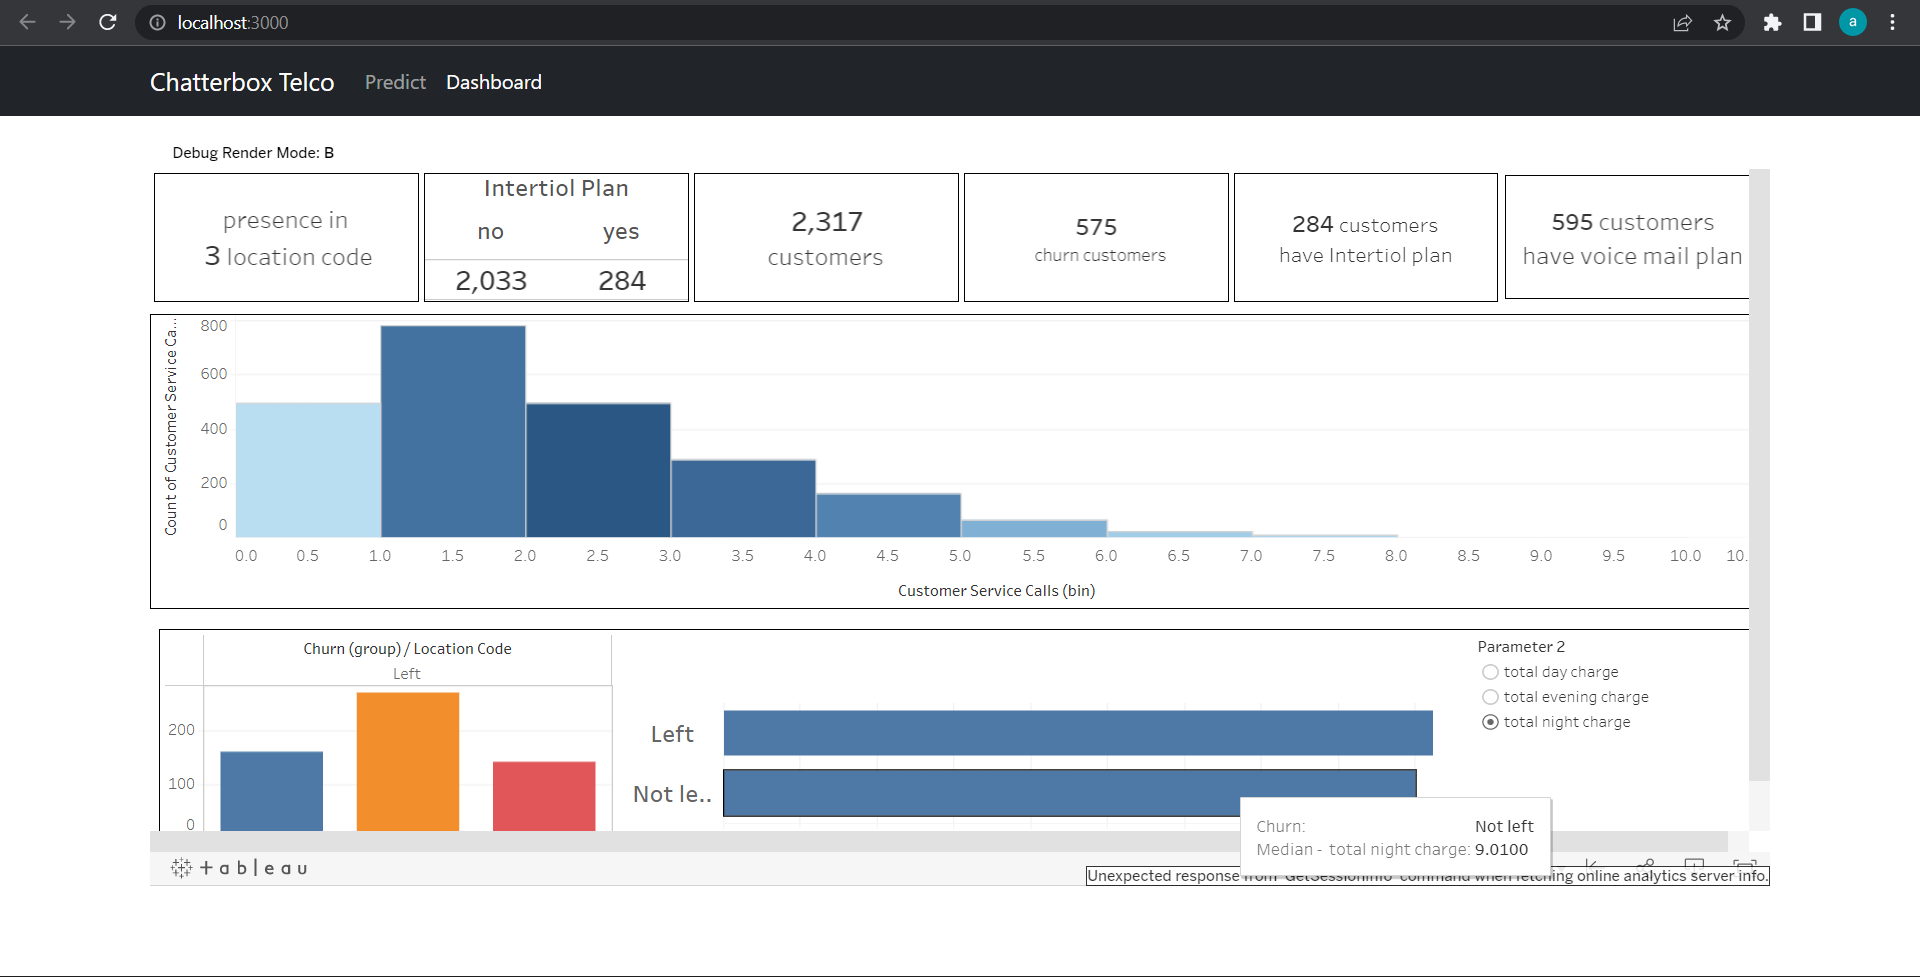 localhost:3000
a
Chatterbox Telco Predict Dashboard
Debug Render Mode: B
presence in
3 location code
Intertiol Plan
no yes
2,033 284
2,317
customers
575
churn customers
284 customers
have Intertiol plan
595 customers
have voice mail plan
Count of Customer Service Ca...
800
600
400
200
0
0.0 0.5 1.0 1.5 2.0 2.5 3.0 3.5 4.0 4.5 5.0 5.5 6.0 6.5 7.0 7.5 8.0 8.5 9.0 9.5 10.0 10.
Customer Service Calls (bin)
Churn (group) / Location Code
Left
200
100
0
Left
Not le..
Parameter 2
total day charge
total evening charge
total night charge
Churn: Not left
Median - total night charge: 9.0100
+ableau
Unexpected response from 'GetSessionInfo' command when fetching online analytics server info.